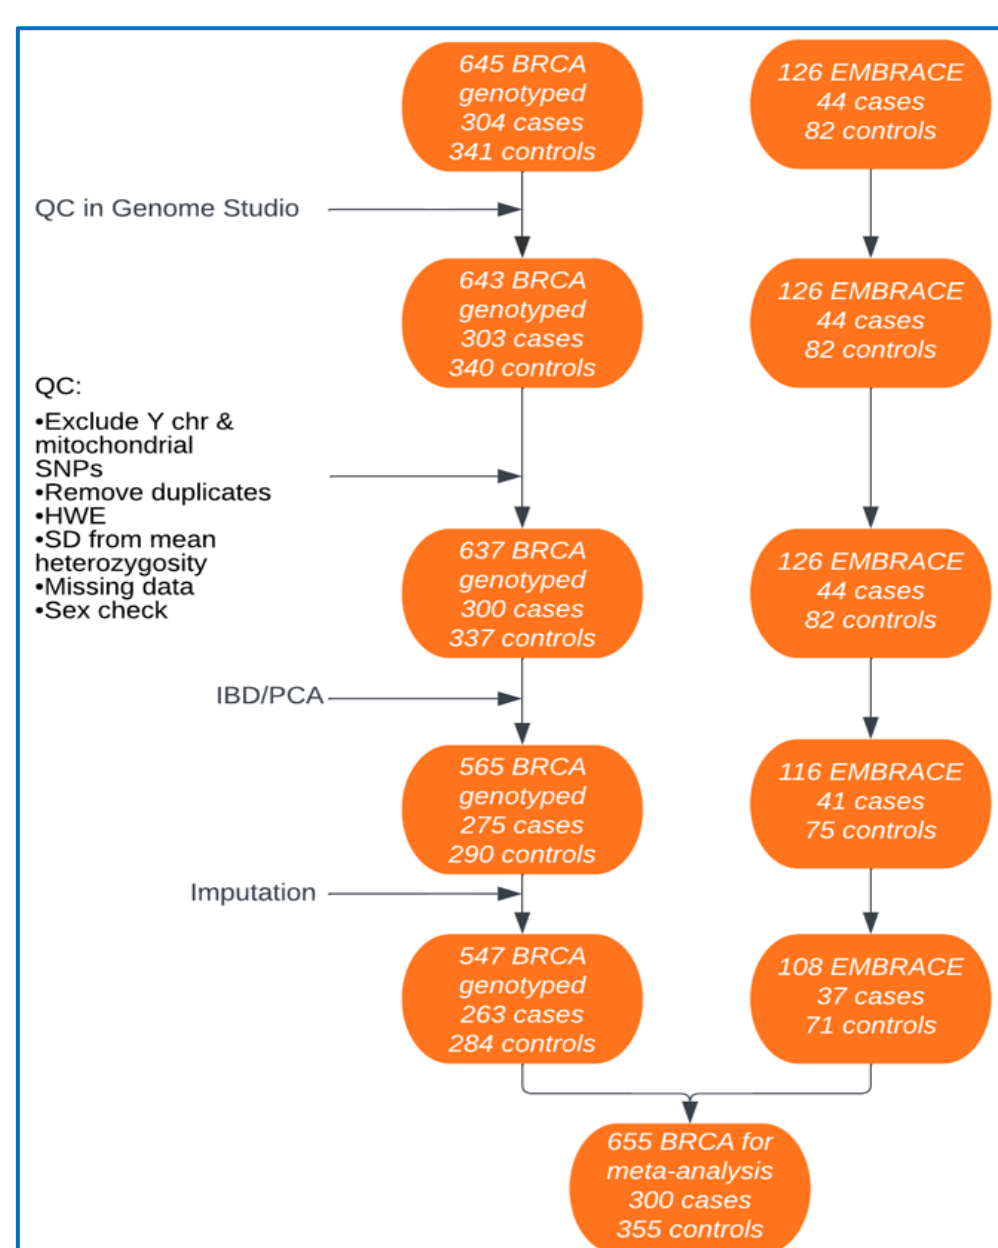 645 BRCA
genotyped
304 cases
341 controls
126 EMBRACE
44 cases
82 controls
QC in Genome Studio
643 BRCA
genotyped
303 cases
340 controls
126 EMBRACE
44 cases
82 controls
QC:
•Exclude Y chr &
mitochondrial
SNPs
•Remove duplicates
•HWE
•SD from mean
heterozygosity
•Missing data
•Sex check
637 BRCA
genotyped
300 cases
337 controls
126 EMBRACE
44 cases
82 controls
IBD/PCA
565 BRCA
genotyped
275 cases
290 controls
116 EMBRACE
41 cases
75 controls
Imputation
547 BRCA
genotyped
263 cases
284 controls
108 EMBRACE
37 cases
71 controls
655 BRCA for
meta-analysis
300 cases
355 controls